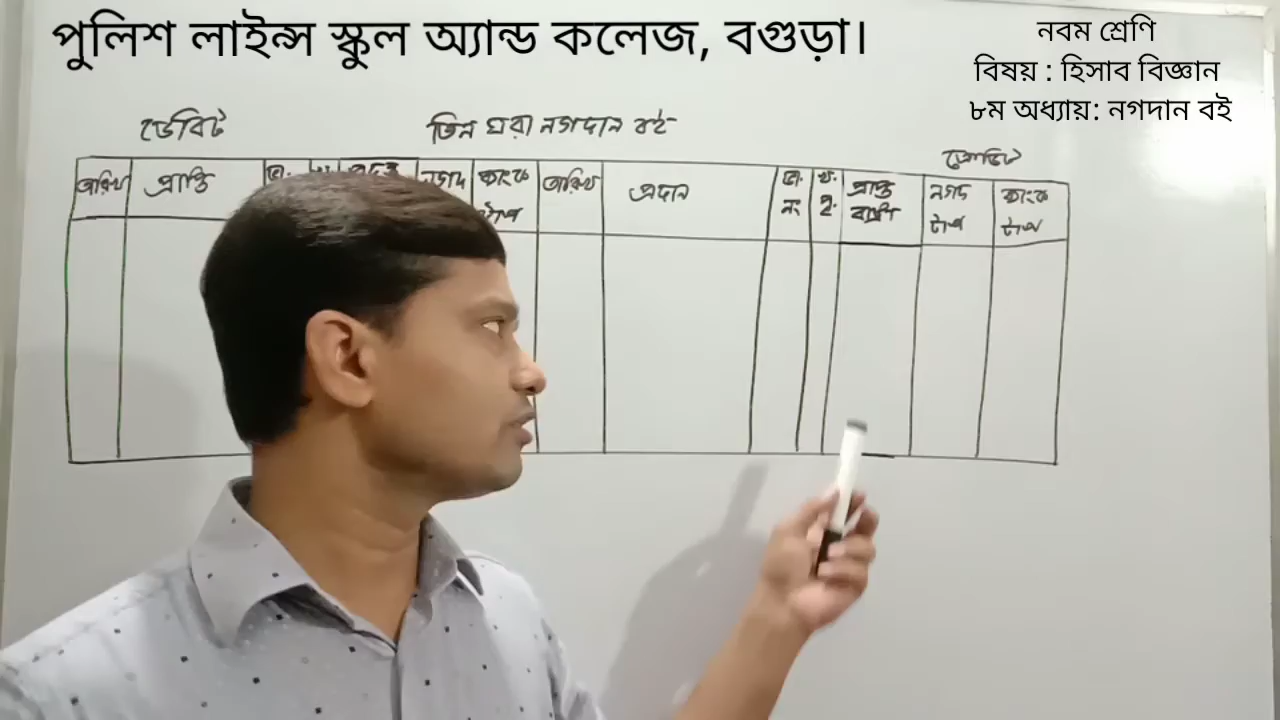 পুলিশ লাইন্স স্কুল অ্যান্ড কলেজ, বগুড়া।
নবম শ্রেণি
বিষয় : হিসাব বিজ্ঞান
৮ম অধ্যায়: নগদান বই
ডেবিট
তিন ঘরা নগদান বই
ক্রেডিট
তারিখ
প্রাপ্তি
নগদ
ব্যাংক
টাকা
তারিখ
প্রদান
ভা. নং
খ. পৃ.
প্রাপ্ত বাট্টা
নগদ টাকা
ব্যাংক টাকা